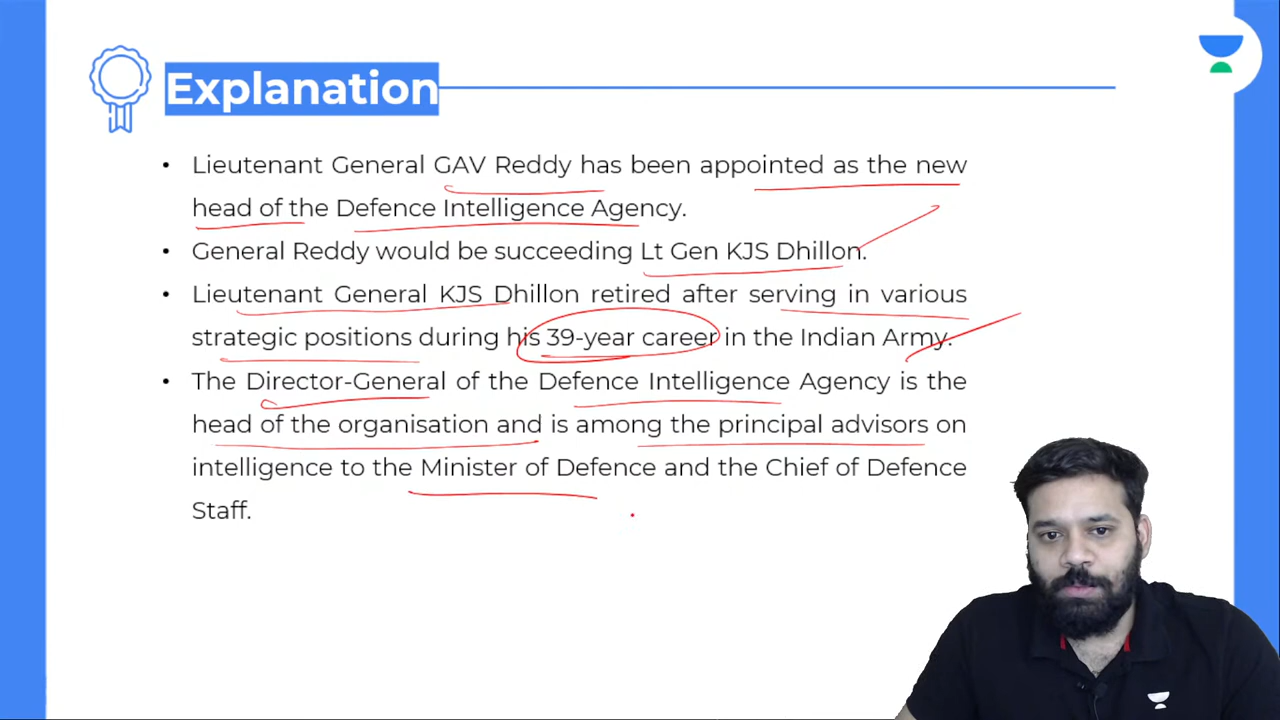 Explanation
• Lieutenant General GAV Reddy has been appointed as the new
head of the Defence Intelligence Agency.
• General Reddy would be succeeding Lt Gen KJS Dhillon.
• Lieutenant General KJS Dhillon retired after serving in various
strategic positions during his 39-year career in the Indian Army.
• The Director-General of the Defence Intelligence Agency is the
head of the organisation and is among the principal advisors on
intelligence to the Minister of Defence and the Chief of Defence
Staff.